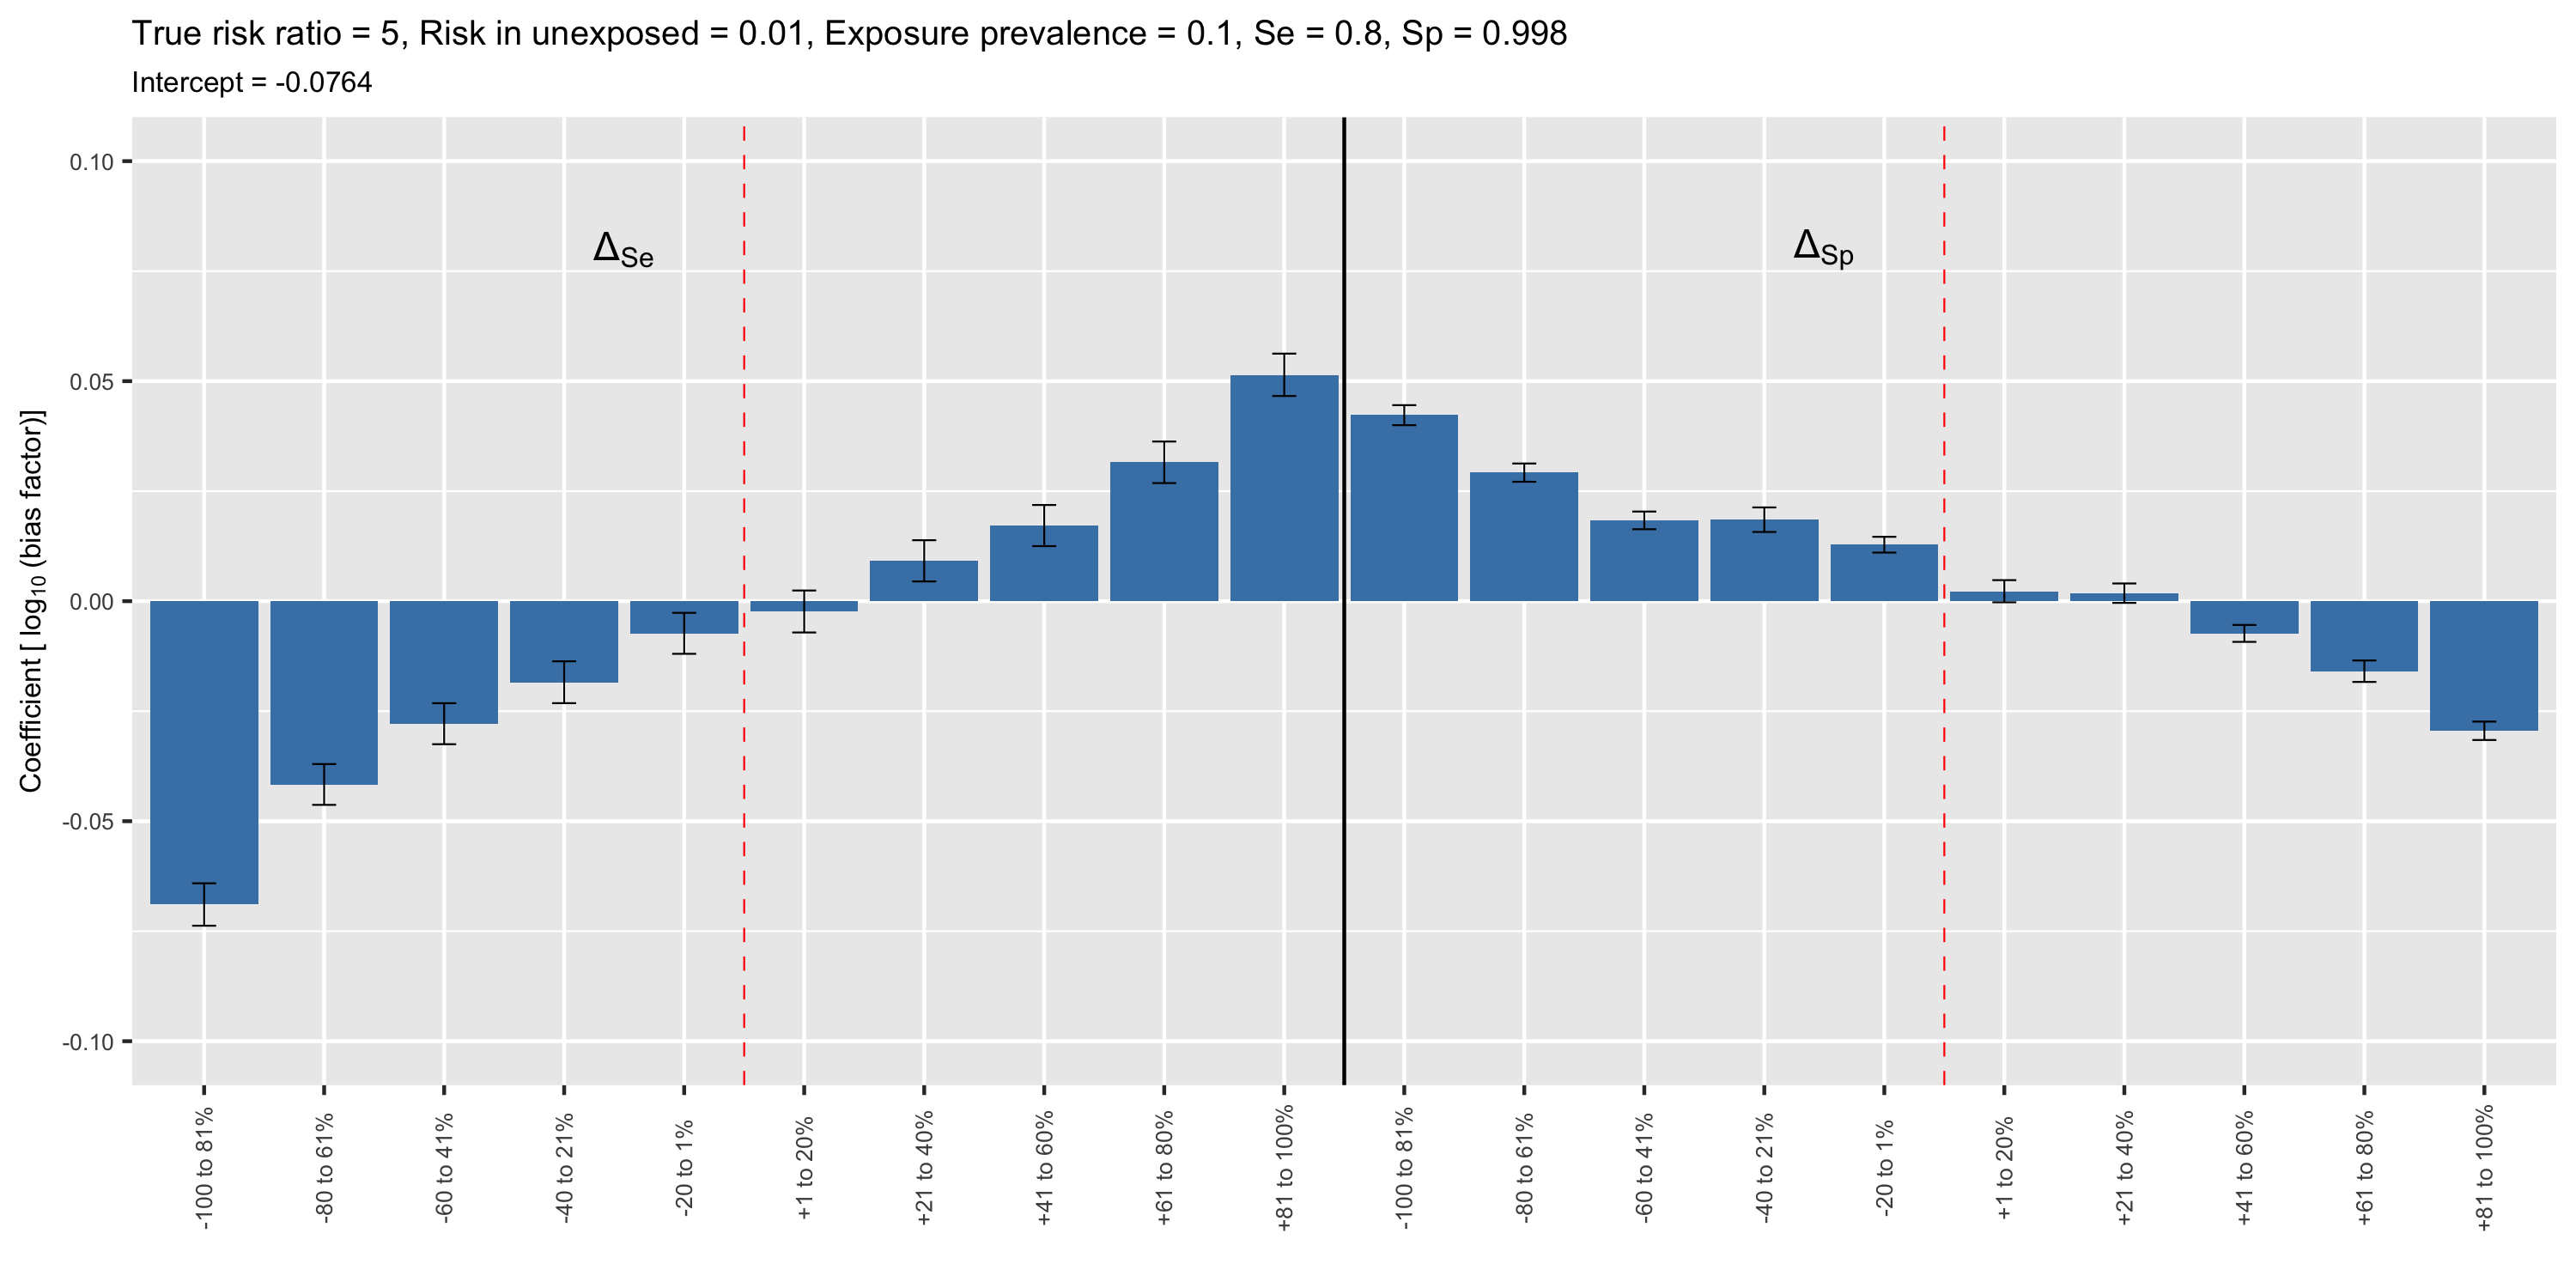 True risk ratio = 5, Risk in unexposed = 0.01, Exposure prevalence = 0.1, Se = 0.8, Sp = 0.998
Intercept = -0.0764
Coefficient [ log₁₀ (bias factor)]
0.10
0.05
0.00
-0.05
-0.10
Δ_Se
Δ_Sp
-100 to 81%
-80 to 61%
-60 to 41%
-40 to 21%
-20 to 1%
+1 to 20%
+21 to 40%
+41 to 60%
+61 to 80%
+81 to 100%
-100 to 81%
-80 to 61%
-60 to 41%
-40 to 21%
-20 to 1%
+1 to 20%
+21 to 40%
+41 to 60%
+61 to 80%
+81 to 100%